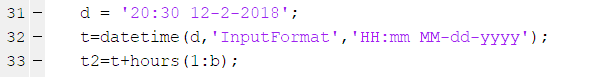 31 - d = '20:30 12-2-2018';
32 - t=datetime(d,'InputFormat','HH:mm MM-dd-yyyy');
33 - t2=t+hours(1:b);